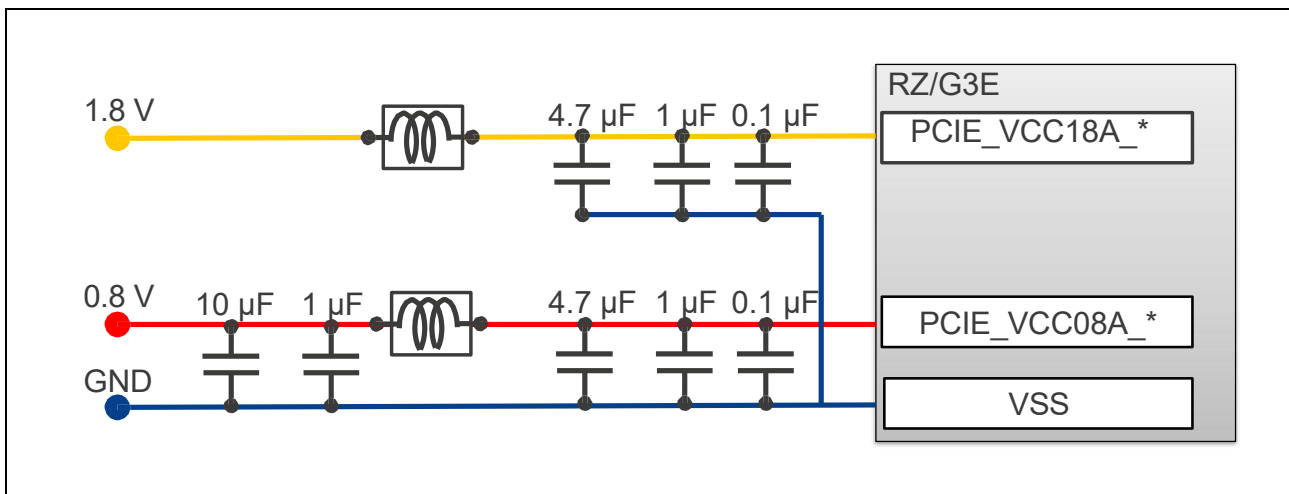 RZ/G3E
1.8 V
4.7 µF 1 µF 0.1 µF
PCIE_VCC18A_*
0.8 V
10 µF 1 µF
4.7 µF 1 µF 0.1 µF
PCIE_VCC08A_*
GND
VSS